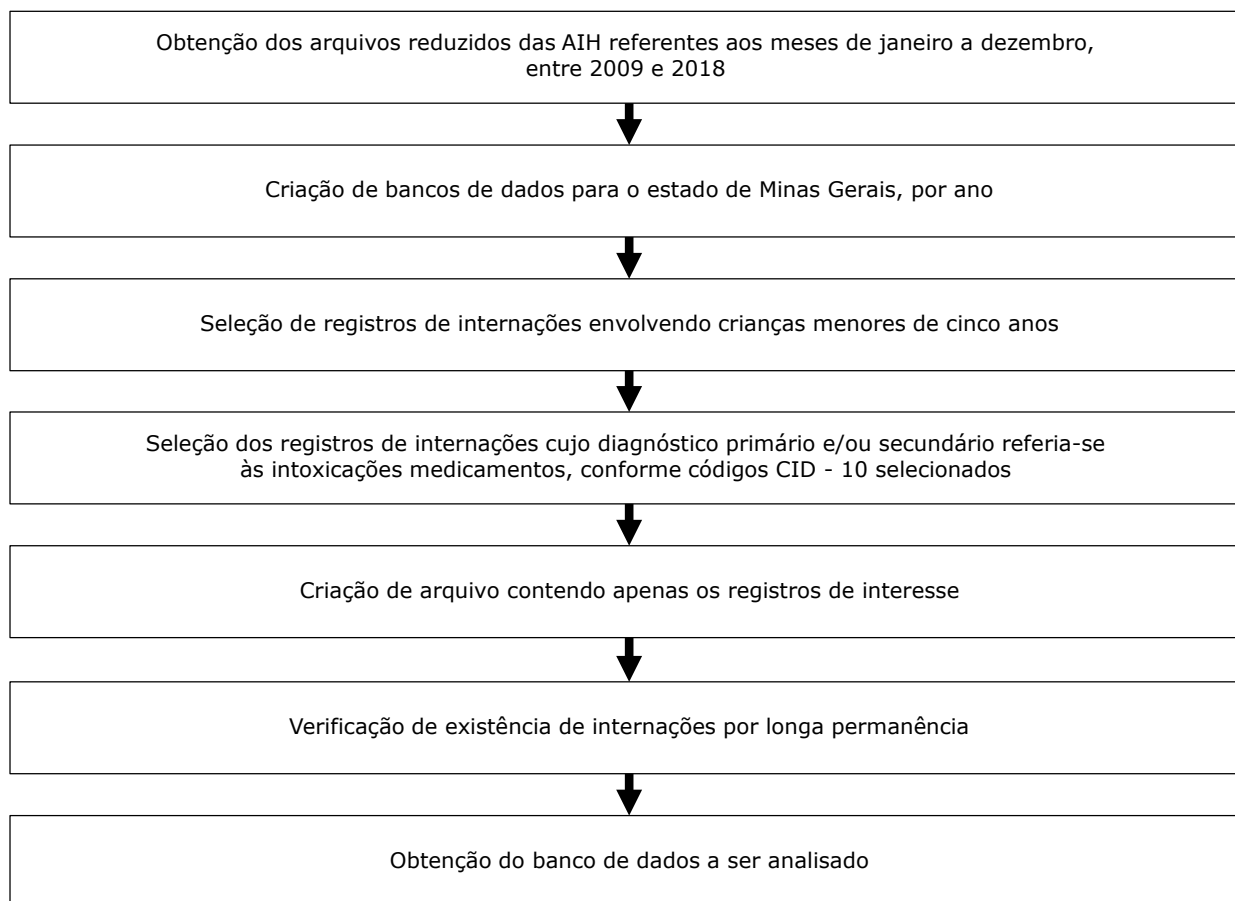 Obtenção dos arquivos reduzidos das AIH referentes aos meses de janeiro a dezembro,
entre 2009 e 2018
Criação de bancos de dados para o estado de Minas Gerais, por ano
Seleção de registros de internações envolvendo crianças menores de cinco anos
Seleção dos registros de internações cujo diagnóstico primário e/ou secundário referia-se
às intoxicações medicamentos, conforme códigos CID - 10 selecionados
Criação de arquivo contendo apenas os registros de interesse
Verificação de existência de internações por longa permanência
Obtenção do banco de dados a ser analisado